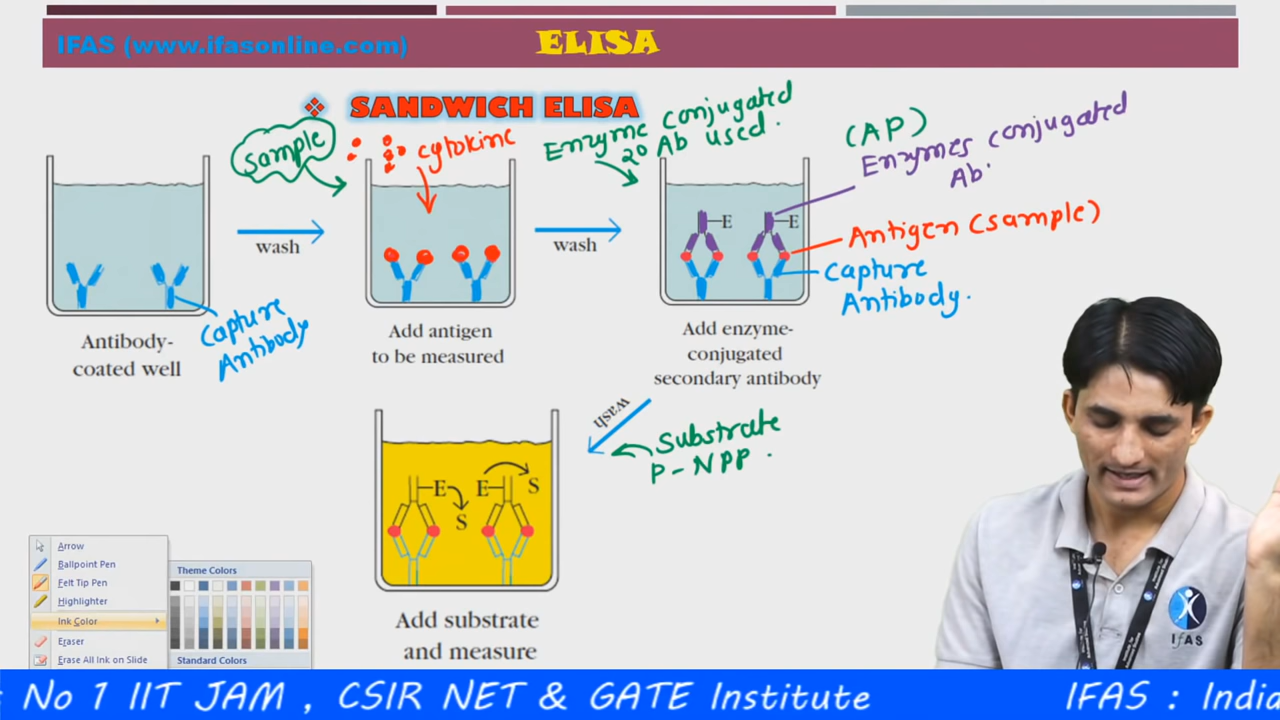 IFAS (www.ifasonline.com)
ELISA
SANDWICH ELISA
sample
cytokine
Enzyme conjugated
2° Ab used.
(AP)
Enzymes conjugated
Ab.
Antigen (sample)
Capture
Antibody.
wash
wash
E
E
Capture
Antibody
Antibody-
coated well
Add antigen
to be measured
Add enzyme-
conjugated
secondary antibody
wash
Substrate
P-NPP.
E
S
E
S
Add substrate
and measure
Arrow
Ballpoint Pen
Felt Tip Pen
Highlighter
Ink Color
Eraser
Erase All Ink on Slide
Theme Colors
Standard Colors
IFAS
No 1 IIT JAM , CSIR NET & GATE Institute
IFAS : India